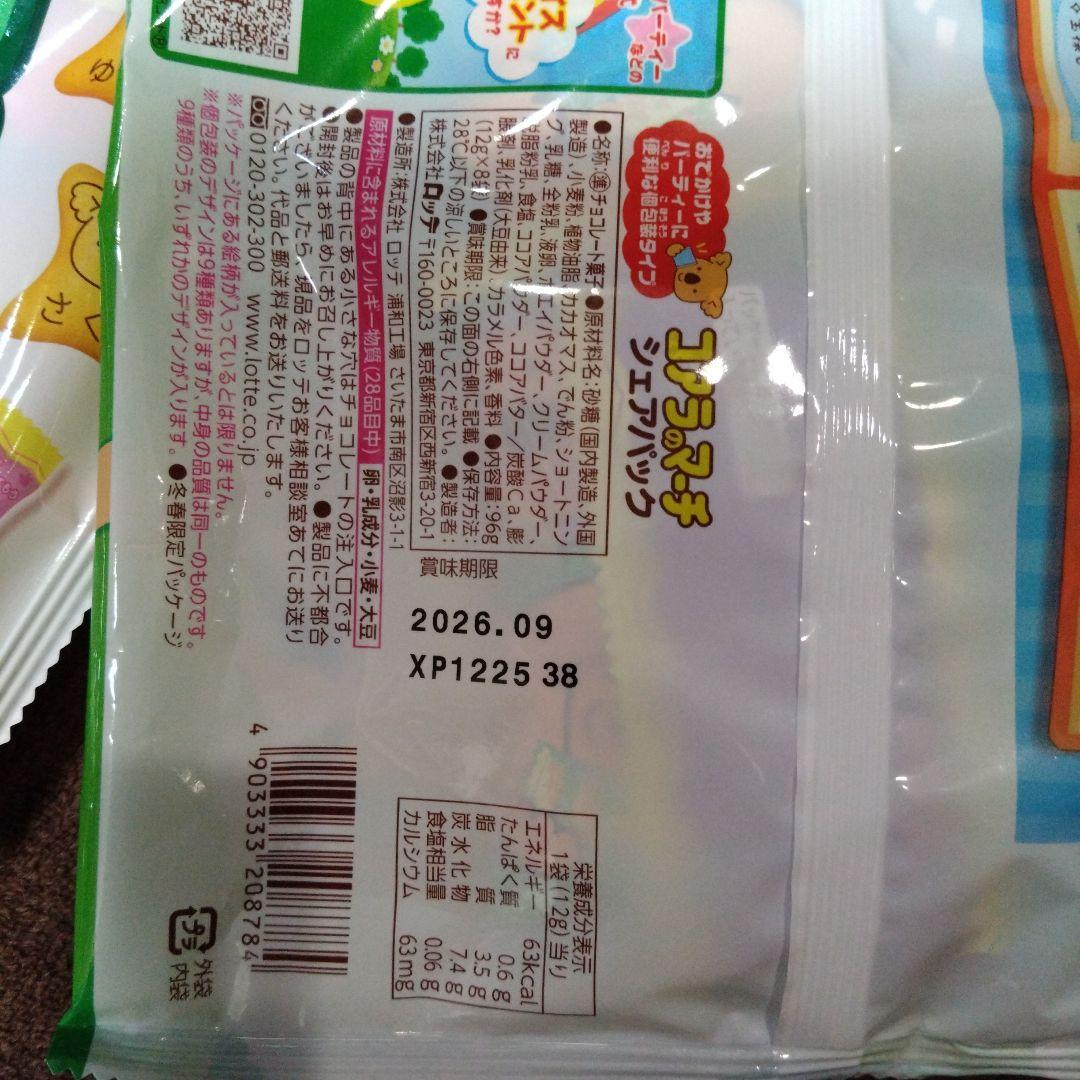 おでかけや
パーティーに
便利な個包装タイプ
べんり
こほうそう
コアラのマーチ
シェアパック
●名称:㊤チョコレート菓子 ●原材料名:砂糖(国内製造、外国
製造)、小麦粉、植物油脂、カカオマス、でん粉、ショートニン
グ、乳糖、全粉乳、液卵、ホエイパウダー、クリームパウダー、
脱脂粉乳、食塩、ココアパウダー、ココアバター/炭酸Ca、膨
脹剤、乳化剤(大豆由来)、カラメル色素、香料 ●内容量:96g
(12g×8袋) ●賞味期限:この面の右側に記載 ●保存方法:
28℃以下の涼しいところに保存してください。●製造者:
株式会社ロッテ 〒160-0023 東京都新宿区西新宿3-20-1
●製造所:株式会社 ロッテ 浦和工場 さいたま市南区沼影3-1-1
原材料に含まれるアレルギー物質(28品目中) 卵・乳成分・小麦・大豆
●製品の背中にある小さな穴はチョコレートの注入口です。
●開封後はお早めにお召し上がりください。●製品に不都合
がございましたら、現品をロッテお客様相談室あてにお送り
ください。代品と郵送料をお送りいたします。
0120-302-300 www.lotte.co.jp
※パッケージにある絵柄が入っているとは限りません。
※個包装のデザインは9種類ありますが、中身の品質は同一のものです。
9種類のうち、いずれかのデザインが入ります。●冬春限定パッケージ
賞味期限
2026.09
XP1225 38
栄養成分表示
1袋(12g)当り
エネルギー 63kcal
たんぱく質 0.6g
脂質 3.5g
炭水化物 7.4g
食塩相当量 0.06g
カルシウム 63mg
4 903333 208784
プラ
外袋
内袋
パーティー
などの
ゆ
カ